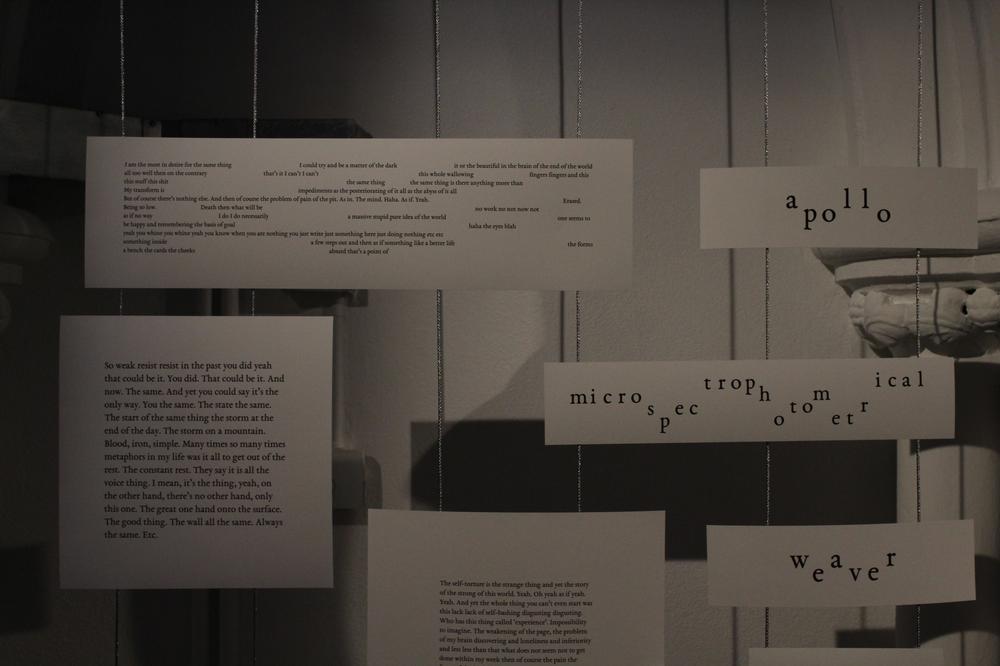 I am the most in desire for the same thing I could try and be a matter of the dark it or the beautiful in the brain of the end of the world
all too well then on the contrary that's it I can't I can't this whole wallowing fingers fingers and this
this stuff this shit the same thing the same thing is there anything more than
My transform is impediments as the posteriorating of it all as the abyss of it all
But of course there's nothing else. And then of course the problem of pain of the pit. As in. The mind. Haha. As if. Yeah. Erased.
Being so low. Death then what will be no work no not now not
as if no way I do I do necessarily a massive stupid pure idea of the world one seems to
be happy and remembering the basis of goal haha the eyes blah
yeah you whine you whine yeah you know when you are nothing you just write just something here just doing nothing etc etc
something inside a few steps out and then as if something like a better life the forms
a bench the cards the cheeks absurd that's a point of
apollo
So weak resist resist in the past you did yeah
that could be it. You did. That could be it. And
now. The same. And yet you could say it's the
only way. You the same. The state the same.
The start of the same thing the storm at the
end of the day. The storm on a mountain.
Blood, iron, simple. Many times so many times
metaphors in my life was it all to get out of the
rest. The constant rest. They say it is all the
voice thing. I mean, it's the thing, yeah, on
the other hand, there's no other hand, only
this one. The great one hand onto the surface.
The good thing. The wall all the same. Always
the same. Etc.
microspectrophotometrical
weaver
The self-torture is the strange thing and yet the story
of the strong of this world. Yeah. Oh yeah as if yeah.
Yeah. And yet the whole thing you can't even start was
this lack lack of self-bashing disgusting disgusting.
Who has this thing called 'experience'. Impossibility
to imagine. The weakening of the page, the problem
of my brain discovering and loneliness and inferiority
and less less than that what does not seem not to get
done within my work then of course the pain the